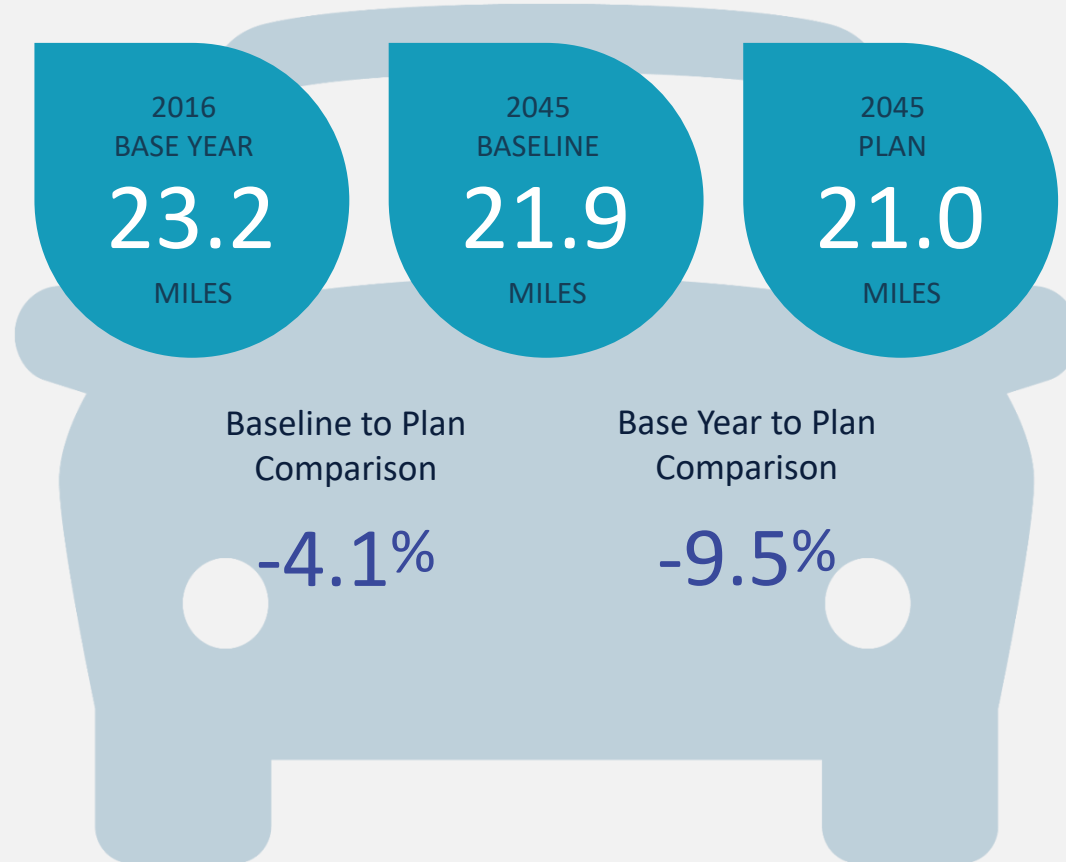 2016
BASE YEAR
23.2
MILES
2045
BASELINE
21.9
MILES
2045
PLAN
21.0
MILES
Baseline to Plan
Comparison
-4.1%
Base Year to Plan
Comparison
-9.5%